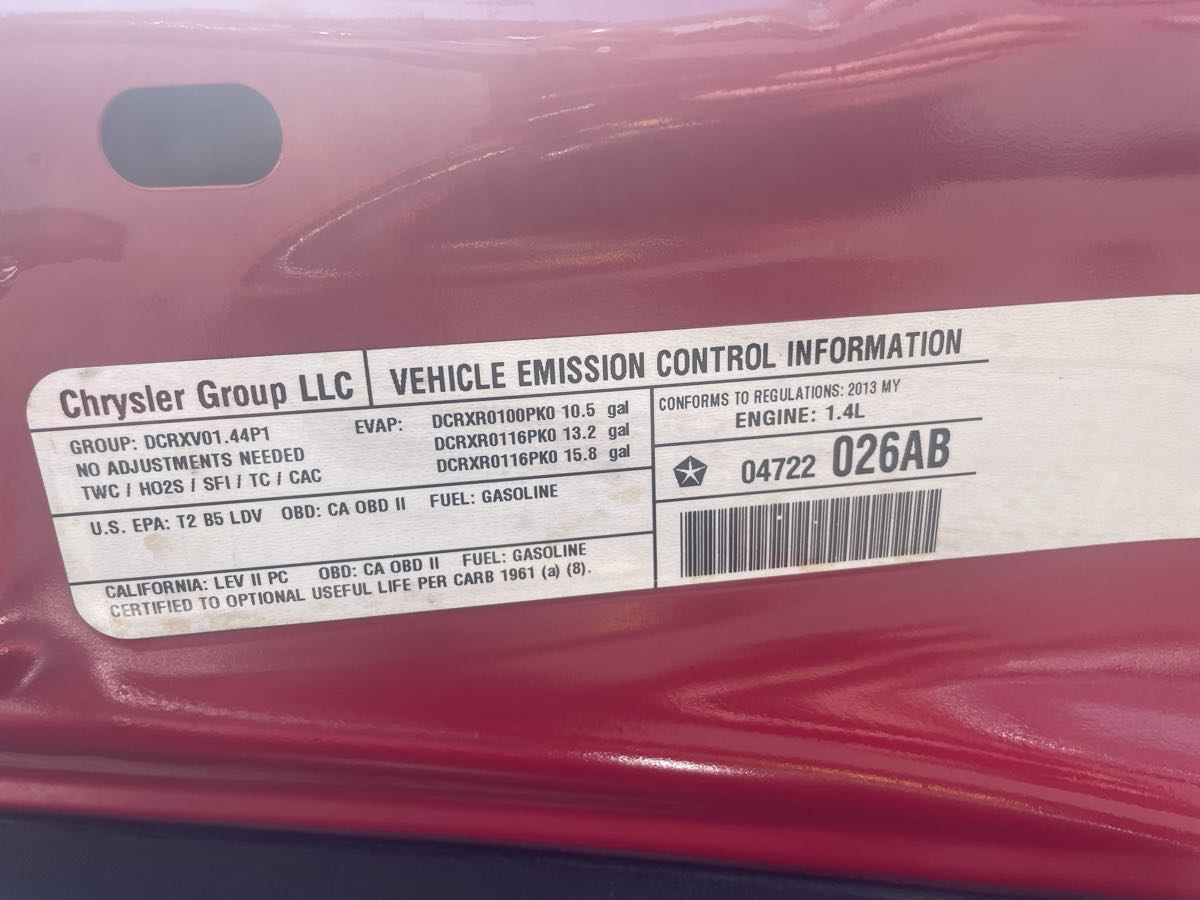 Chrysler Group LLC
VEHICLE EMISSION CONTROL INFORMATION
GROUP: DCRXV01.44P1
NO ADJUSTMENTS NEEDED
TWC / HO2S / SFI / TC / CAC
EVAP: DCRXR0100PK0 10.5 gal
DCRXR0116PK0 13.2 gal
DCRXR0116PK0 15.8 gal
CONFORMS TO REGULATIONS: 2013 MY
ENGINE: 1.4L
04722 026AB
U.S. EPA: T2 B5 LDV OBD: CA OBD II FUEL: GASOLINE
CALIFORNIA: LEV II PC OBD: CA OBD II FUEL: GASOLINE
CERTIFIED TO OPTIONAL USEFUL LIFE PER CARB 1961 (a) (8).